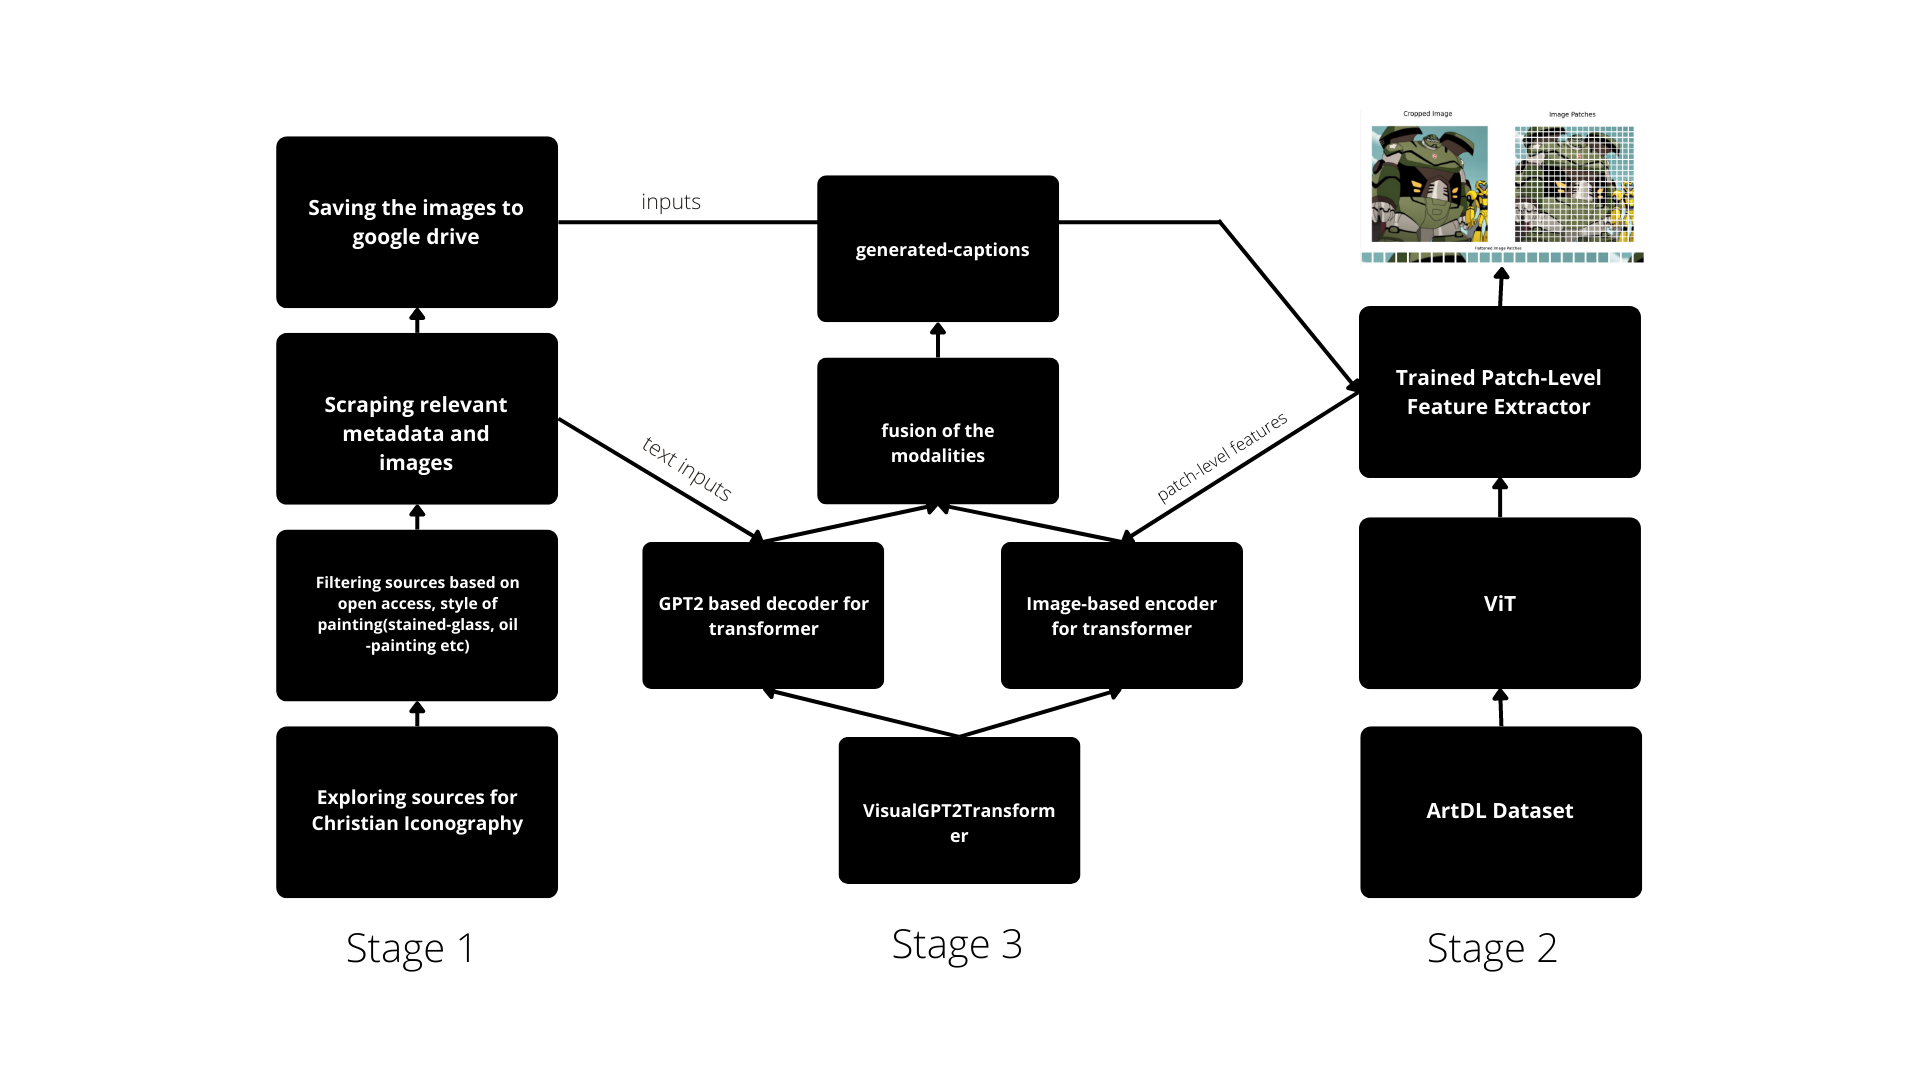 Cropped Image
Image Patches
Flattened Image Patches
Saving the images to
google drive
inputs
generated-captions
Scraping relevant
metadata and
images
text inputs
fusion of the
modalities
patch-level features
Trained Patch-Level
Feature Extractor
Filtering sources based on
open access, style of
painting(stained-glass, oil
-painting etc)
GPT2 based decoder for
transformer
Image-based encoder
for transformer
ViT
Exploring sources for
Christian Iconography
VisualGPT2Transform
er
ArtDL Dataset
Stage 1
Stage 3
Stage 2